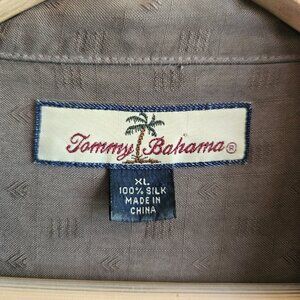 Tommy Bahama®
XL
100% SILK
MADE IN
CHINA